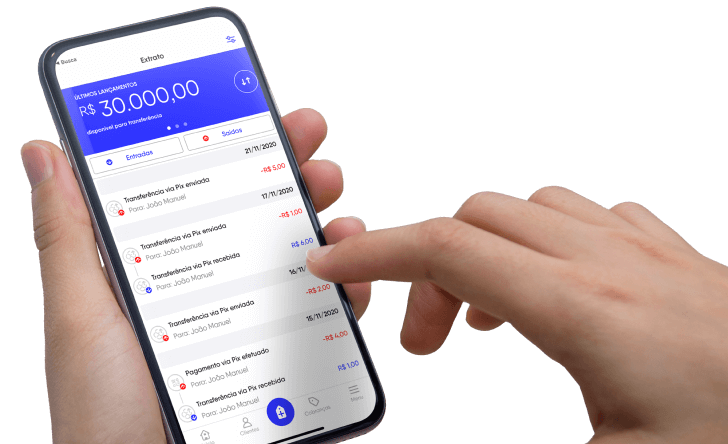 Busca
Extrato
ÚLTIMOS LANÇAMENTOS
R$ 30.000,00
disponível para transferência
Entradas
Saídas
21/11/2020
Transferência via Pix enviada
-R$ 5,00
Para: João Manuel
17/11/2020
Transferência via Pix enviada
-R$ 1,00
Para: João Manuel
Transferência via Pix recebida
R$ 6,00
Para: João Manuel
16/11/
Transferência via Pix enviada
-R$ 2,00
Para: João Manuel
15/11/2020
Pagamento via Pix efetuado
-R$ 4,00
Para: João Manuel
Transferência via Pix recebida
R$ 1,00
Para: João Manuel
Clientes
Cobranças
Menu